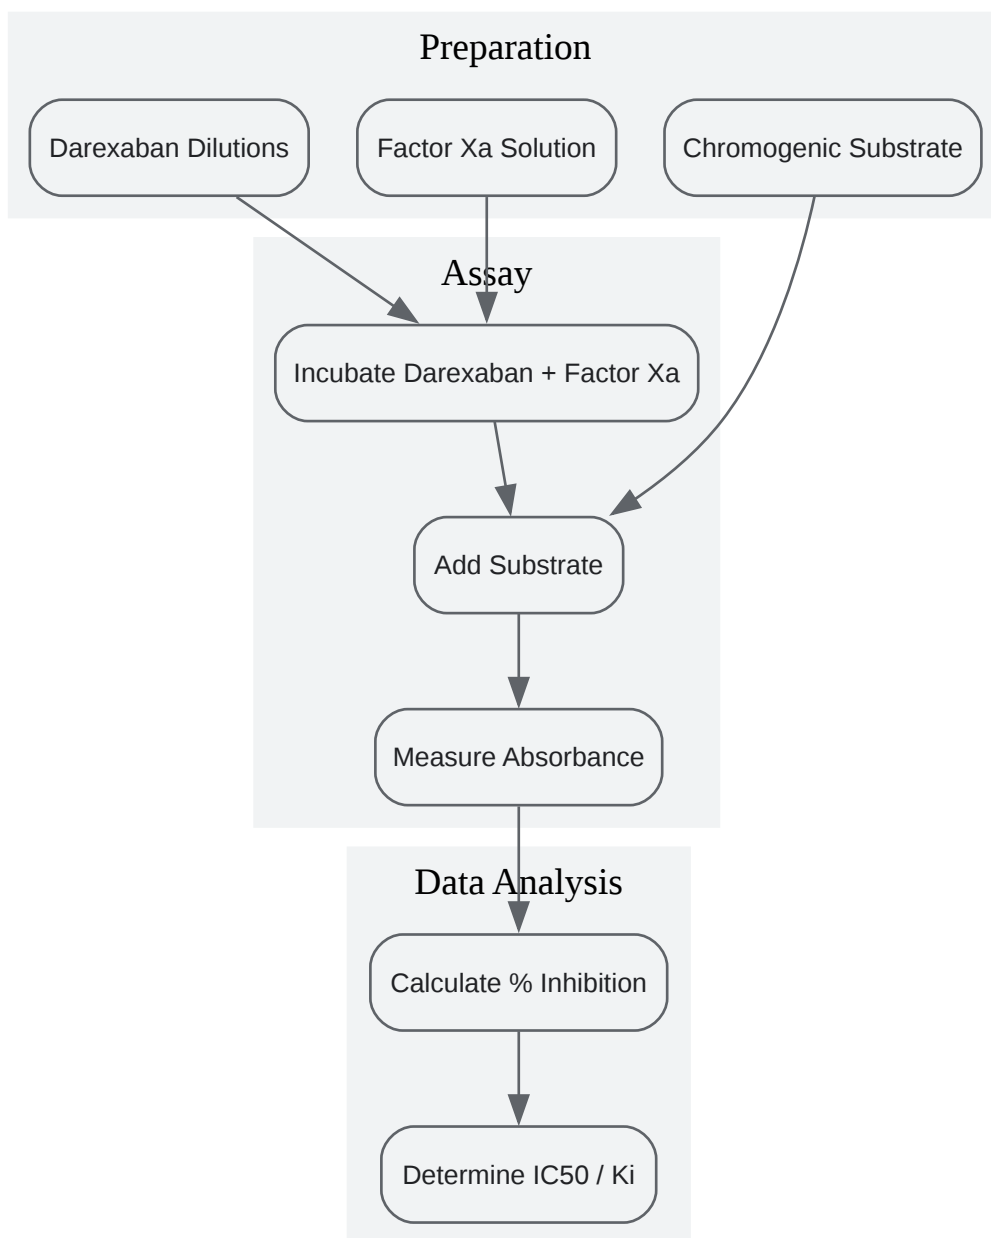 Preparation
Darexaban Dilutions
Factor Xa Solution
Chromogenic Substrate
Assay
Incubate Darexaban + Factor Xa
Add Substrate
Measure Absorbance
Data Analysis
Calculate % Inhibition
Determine IC50 / Ki